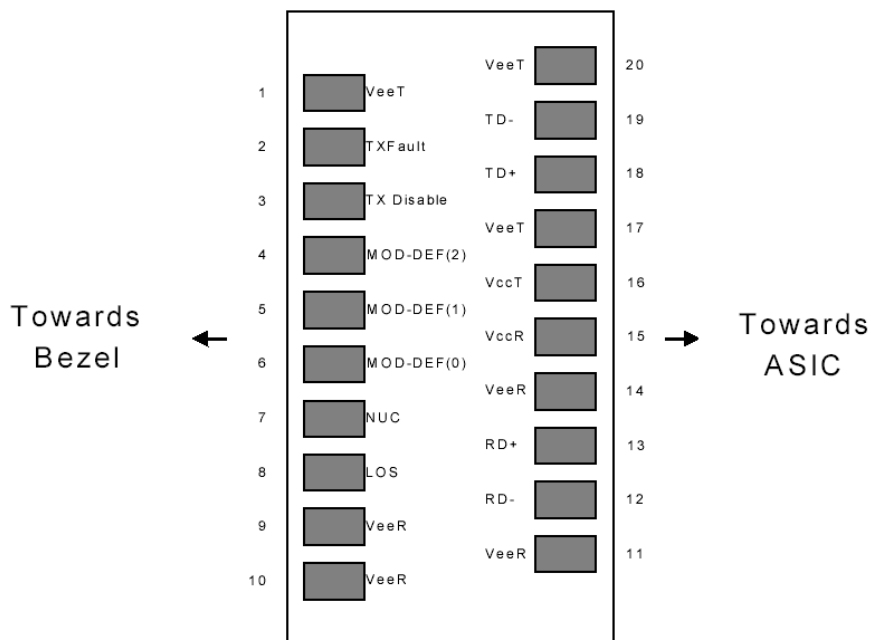 VeeT 20
1 VeeT
TD- 19
2 TXFault
TD+ 18
3 TX Disable
VeeT 17
4 MOD-DEF(2)
VccT 16
5 MOD-DEF(1)
Towards
Bezel
VccR 15
Towards
ASIC
6 MOD-DEF(0)
VeeR 14
7 NUC
RD+ 13
8 LOS
RD- 12
9 VeeR
VeeR 11
10 VeeR